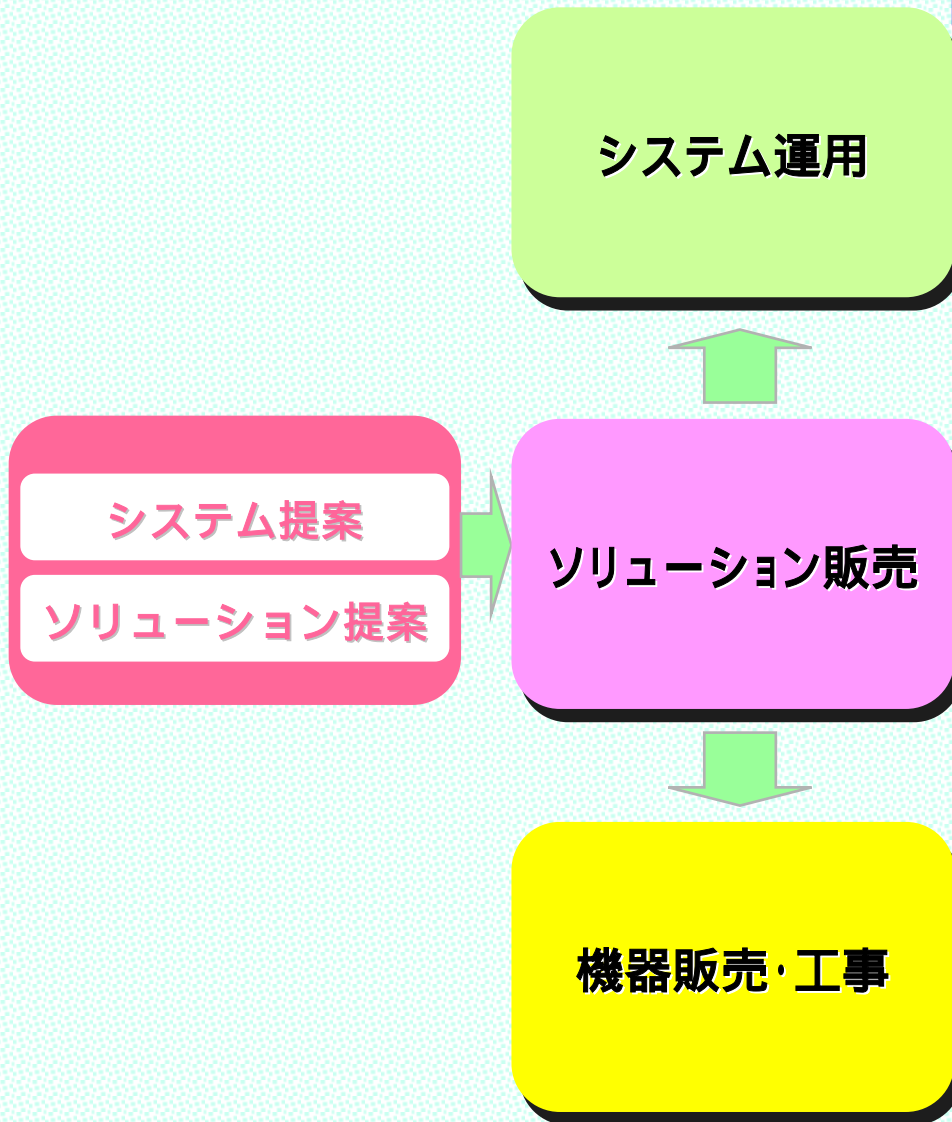 システム運用
システム提案
ソリューション提案
ソリューション販売
機器販売・工事